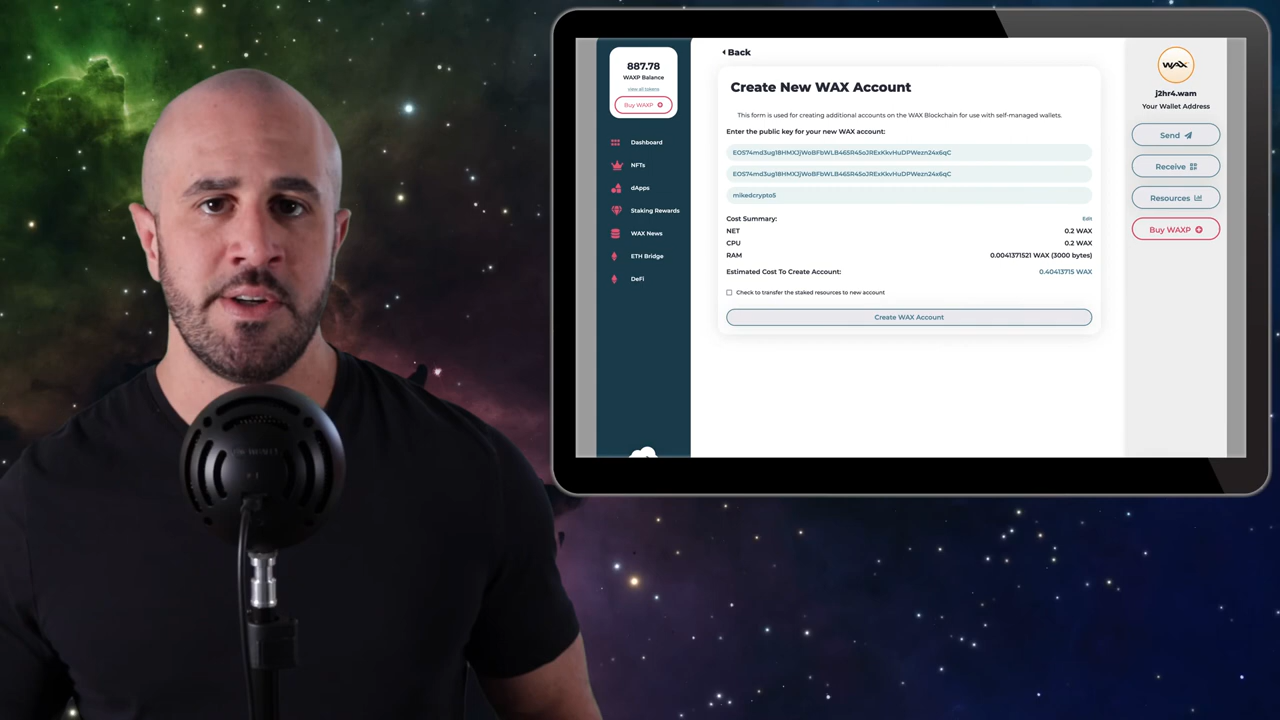 887.78
WAXP Balance
view all tokens
Buy WAXP
Dashboard
NFTs
dApps
Staking Rewards
WAX News
ETH Bridge
DeFi
Back
Create New WAX Account
This form is used for creating additional accounts on the WAX Blockchain for use with self-managed wallets.
Enter the public key for your new WAX account:
EOS74md3ug18HMXJjWoBFbWLB465R45oJRExKkvHuDPWezn24x6qC
EOS74md3ug18HMXJjWoBFbWLB465R45oJRExKkvHuDPWezn24x6qC
mikedcrypto5
Cost Summary: Edit
NET 0.2 WAX
CPU 0.2 WAX
RAM 0.0041371521 WAX (3000 bytes)
Estimated Cost To Create Account: 0.40413715 WAX
Check to transfer the staked resources to new account
Create WAX Account
WAX
j2hr4.wam
Your Wallet Address
Send
Receive
Resources
Buy WAXP